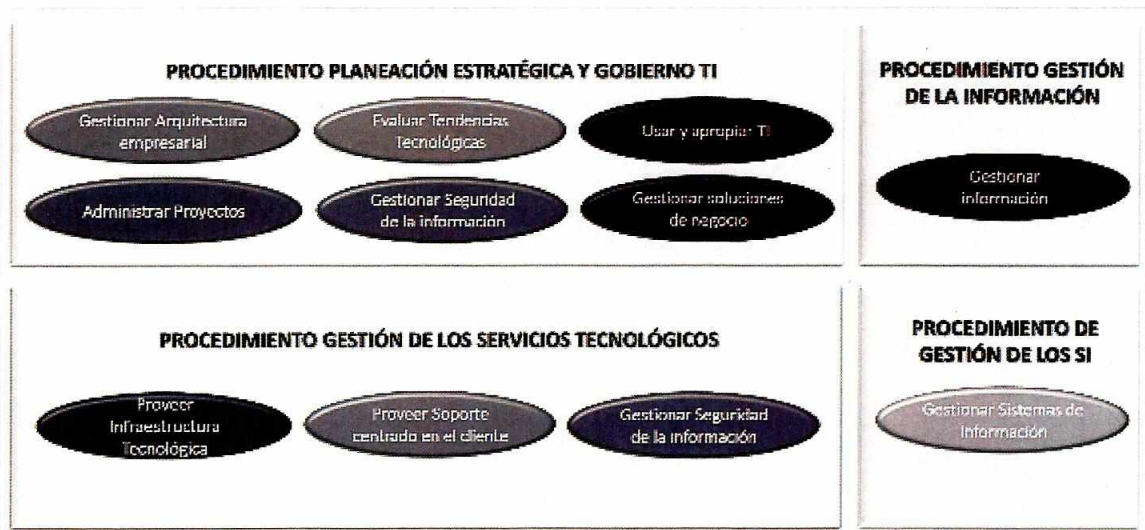 PROCEDIMIENTO PLANEACIÓN ESTRATÉGICA Y GOBIERNO TI
Gestionar Arquitectura
empresarial
Evaluar Tendencias
Tecnológicas
Usar y apropiar TI
Administrar Proyectos
Gestionar Seguridad
de la información
Gestionar soluciones
de negocio
PROCEDIMIENTO GESTIÓN
DE LA INFORMACIÓN
Gestionar
información
PROCEDIMIENTO GESTIÓN DE LOS SERVICIOS TECNOLÓGICOS
Proveer
Infraestructura
Tecnológica
Proveer Soporte
centrado en el cliente
Gestionar Seguridad
de la información
PROCEDIMIENTO DE
GESTIÓN DE LOS SI
Gestionar Sistemas de
Información